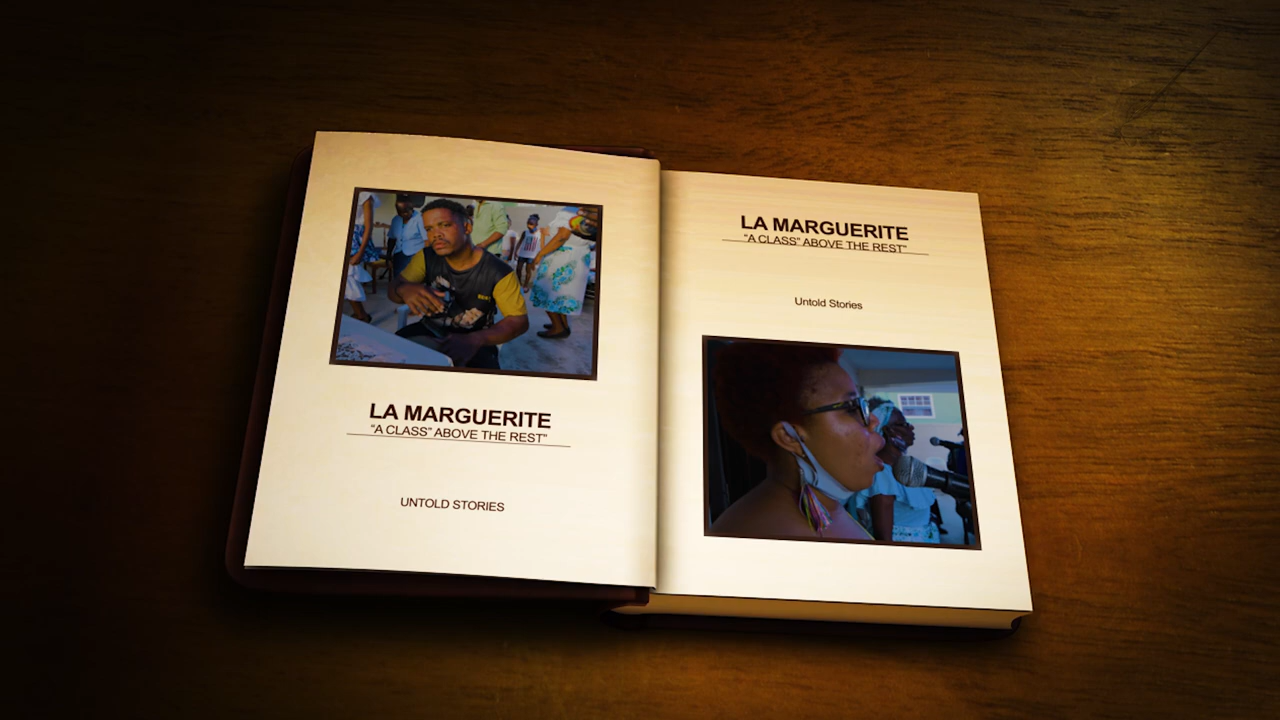 LA MARGUERITE
"A CLASS" ABOVE THE REST"
UNTOLD STORIES
LA MARGUERITE
"A CLASS" ABOVE THE REST"
Untold Stories